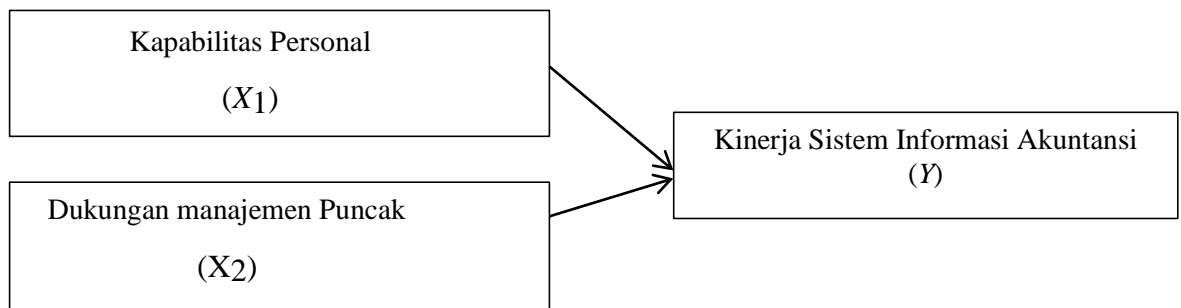 Kapabilitas Personal
(X1)
Kinerja Sistem Informasi Akuntansi
(Y)
Dukungan manajemen Puncak
(X2)